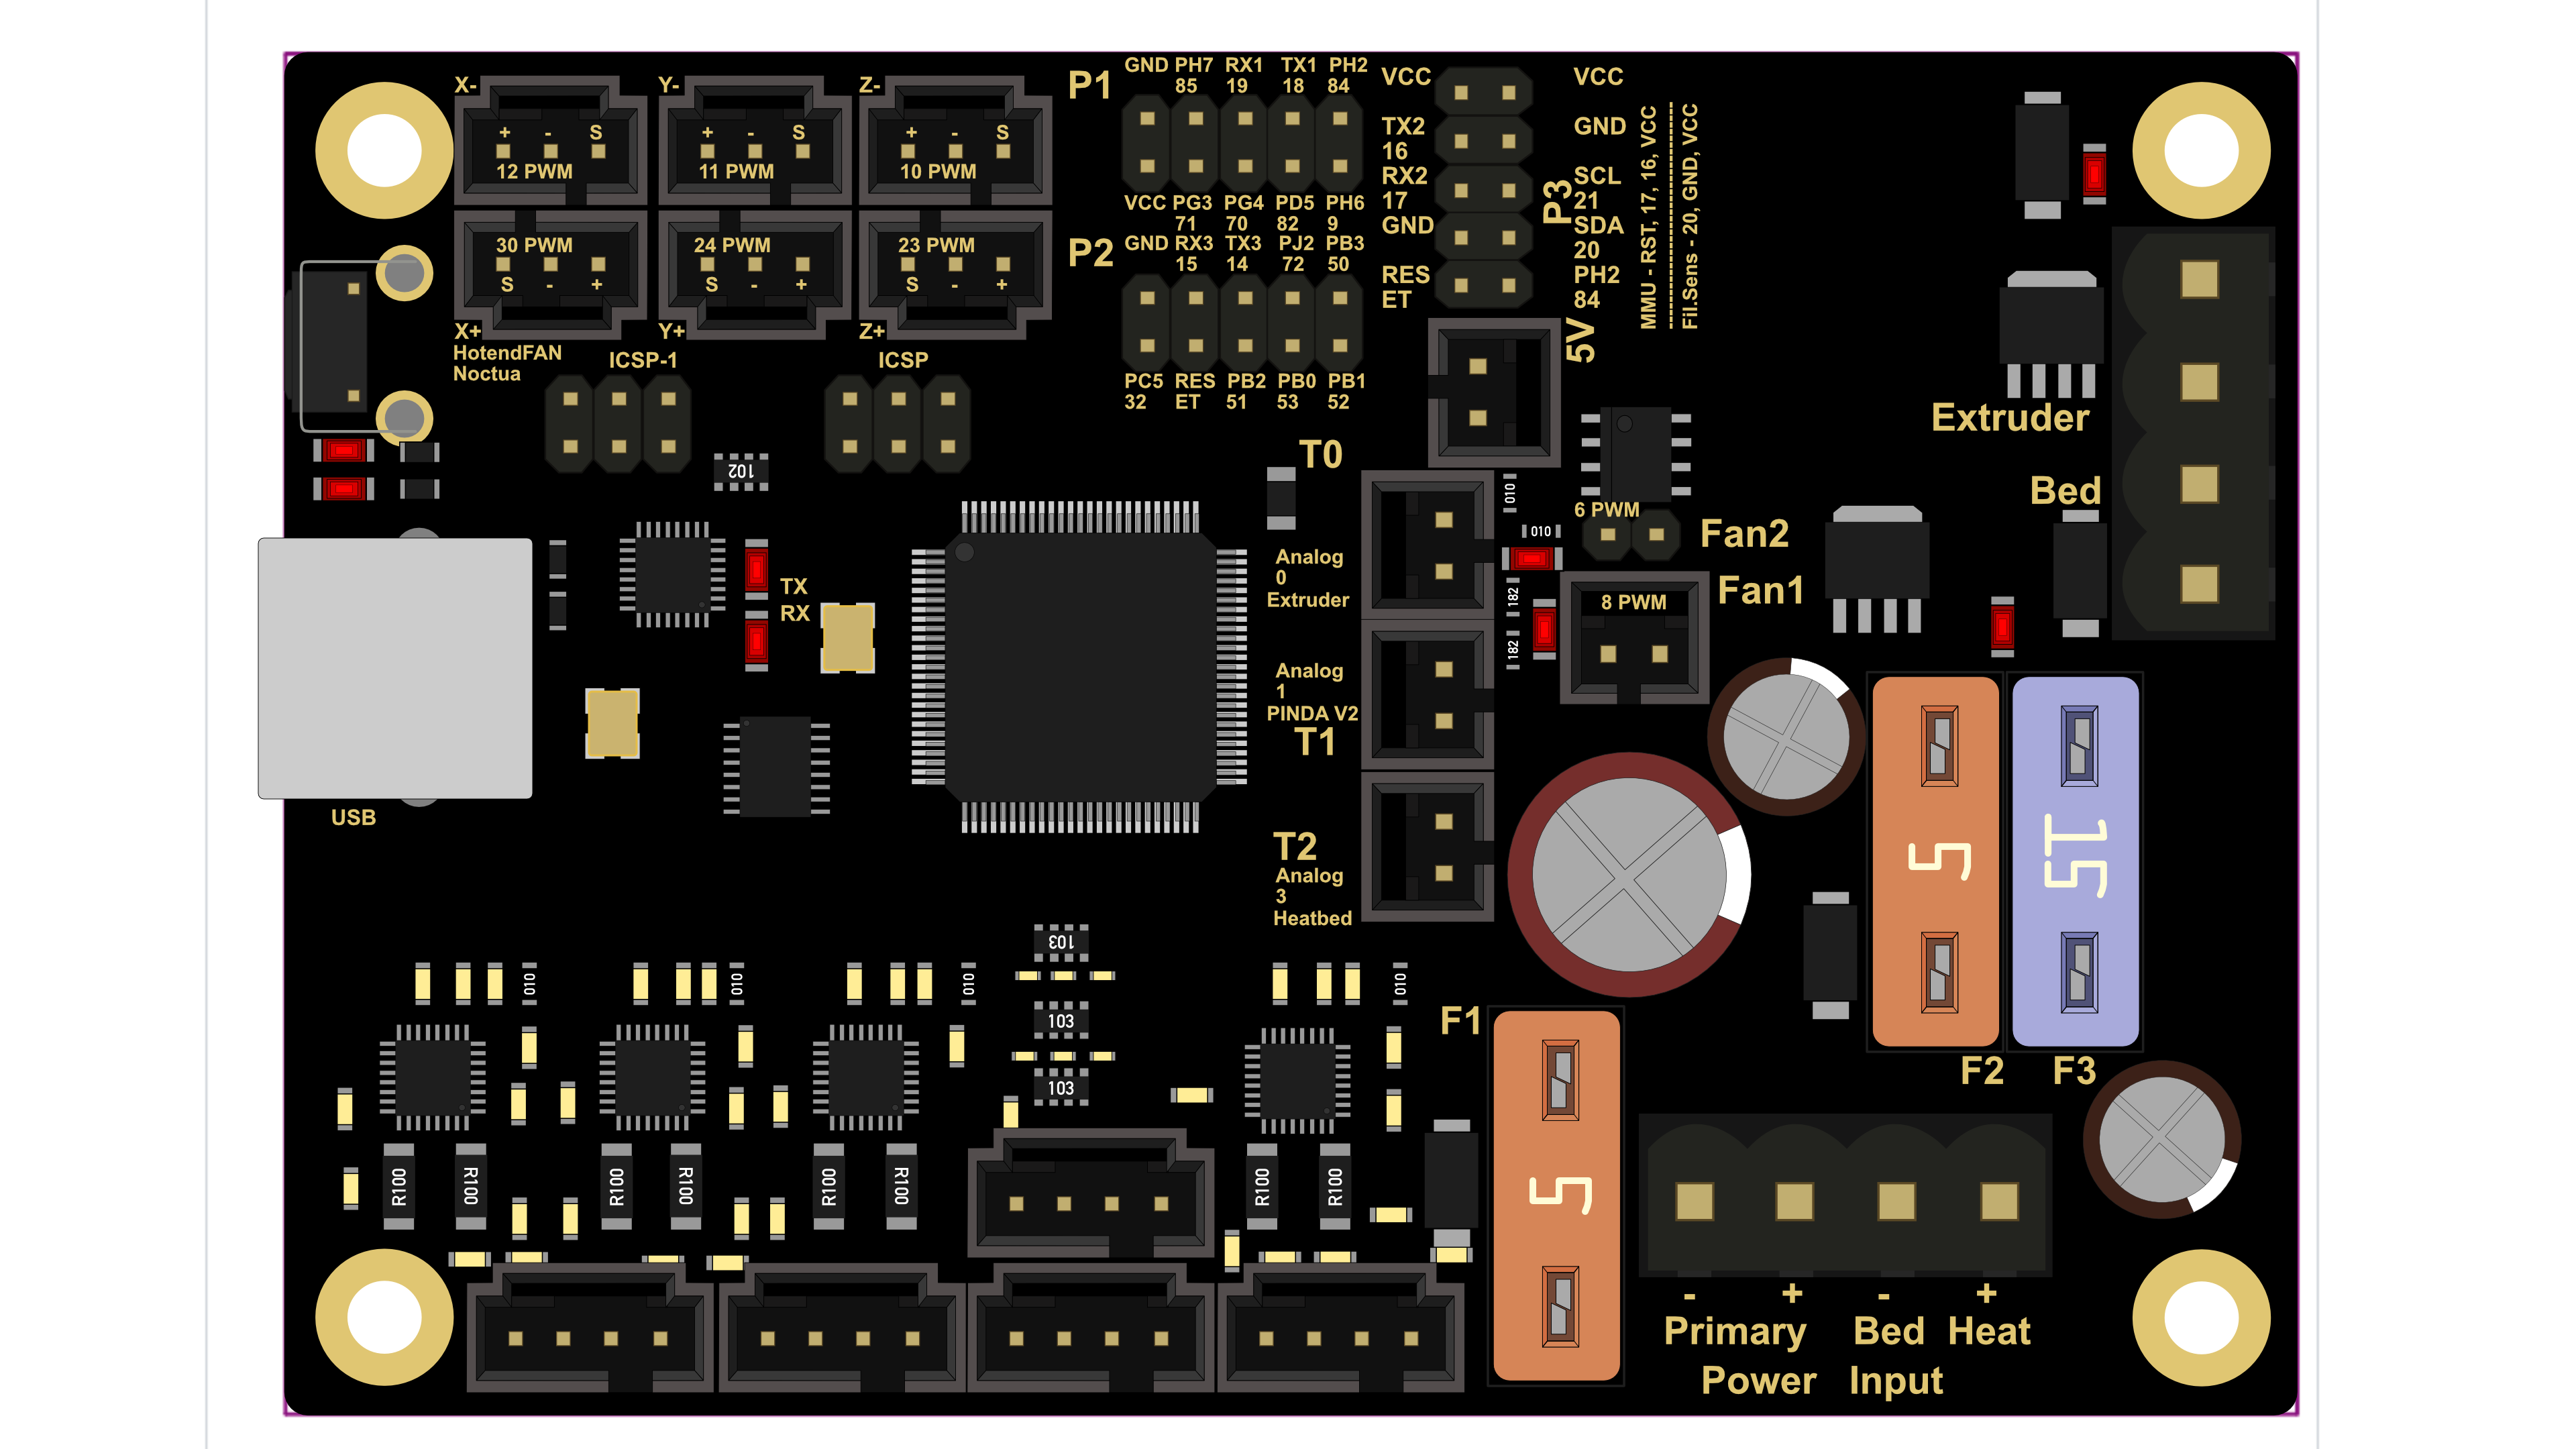 X-
+ - S
12 PWM
Y-
+ - S
11 PWM
Z-
+ - S
10 PWM
30 PWM
S - +
X+
24 PWM
S - +
Y+
23 PWM
S - +
Z+
HotendFAN
Noctua
ICSP-1
ICSP
P1
GND PH7 RX1 TX1 PH2
85 19 18 84
VCC PG3 PG4 PD5 PH6
71 70 82 9
P2
GND RX3 TX3 PJ2 PB3
15 14 72 50
PC5 RES PB2 PB0 PB1
32 ET 51 53 52
VCC
TX2
16
RX2
17
GND
RES
ET
P3
VCC
GND
SCL
21
SDA
20
PH2
84
MMU - RST, 17, 16, VCC
Fil.Sens - 20, GND, VCC
5V
Extruder
Bed
102
T0
010
010
6 PWM
Fan2
Analog
0
Extruder
182
182
8 PWM
Fan1
TX
RX
Analog
1
PINDA V2
T1
USB
T2
Analog
3
Heatbed
5
15
F2
F3
010
010
010
103
103
103
010
F1
5
R100
R100
R100
R100
R100
R100
R100
R100
- + - +
Primary Bed Heat
Power Input